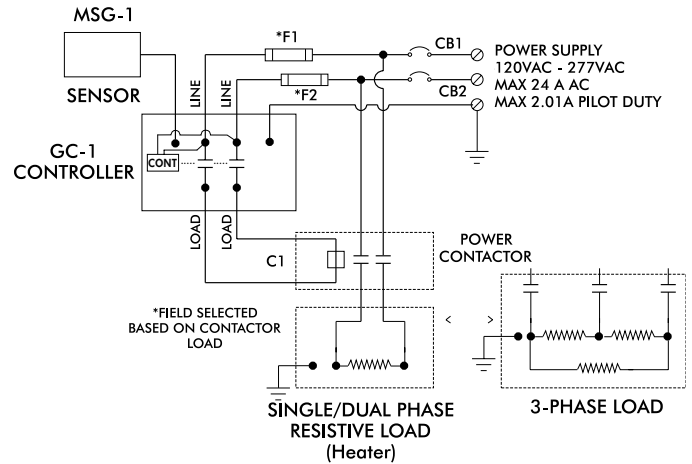 MSG-1
SENSOR
*F1
*F2
CB1
CB2
POWER SUPPLY
120VAC - 277VAC
MAX 24 A AC
MAX 2.01A PILOT DUTY
LINE
LINE
GC-1
CONTROLLER
CONT
LOAD
LOAD
C1
POWER
CONTACTOR
*FIELD SELECTED
BASED ON CONTACTOR
LOAD
< >
SINGLE/DUAL PHASE
RESISTIVE LOAD
(Heater)
3-PHASE LOAD